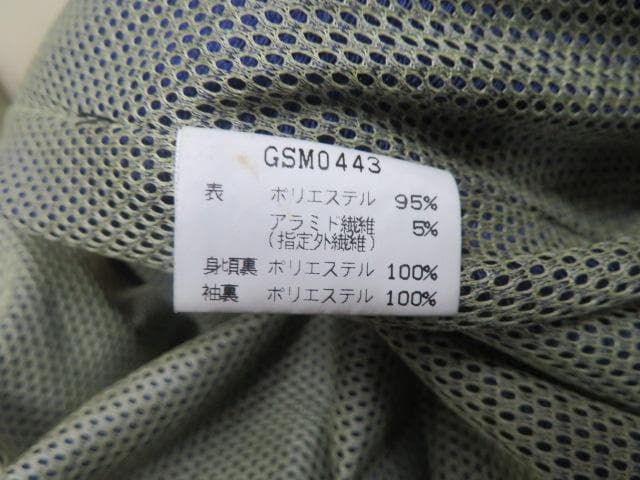 GSM0443
表 ポリエステル 95%
アラミド繊維 5%
(指定外繊維)
身頃裏 ポリエステル 100%
袖裏 ポリエステル 100%